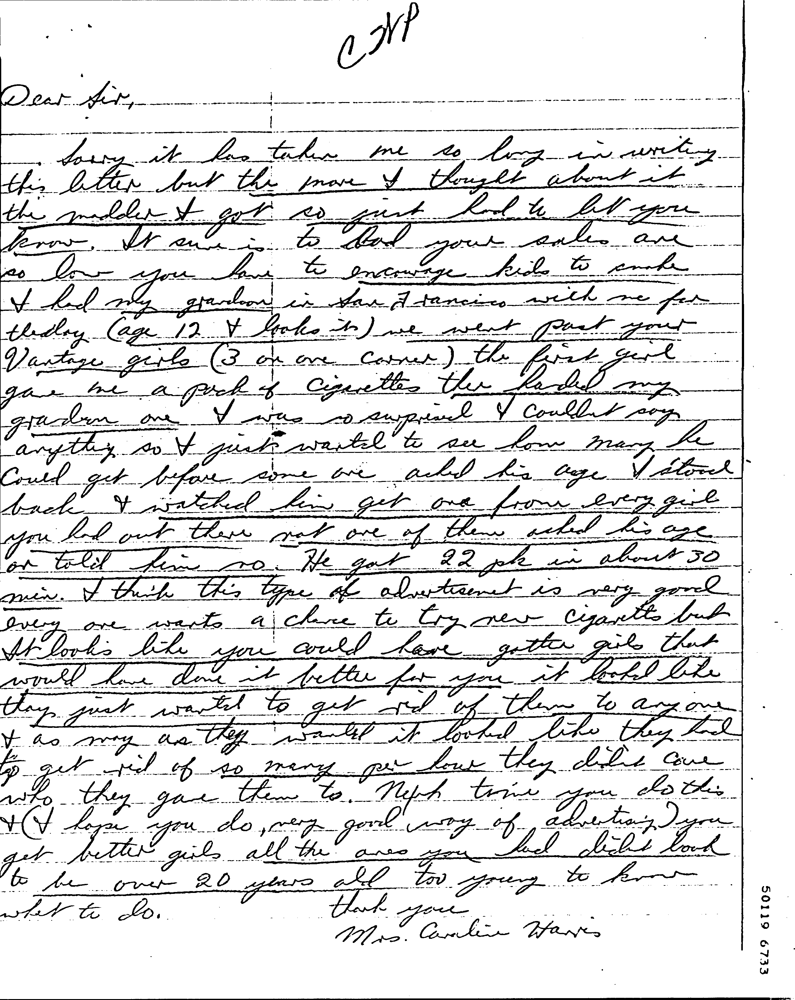 CNP
Dear Sir,
Sorry it has taken me so long in writing
this letter but the more I thought about it
the madder I got so just had to let you
know. It sure is to bad your sales are
so low you have to encourage kids to smoke
I had my grandson in San Francisco with me for
the day (age 12 & looks it) we went past your
Vantage girls (3 on one corner) the first girl
gave me a pack of cigarettes then handed my
grandson one I was so surprised I couldnt say
anything so I just wanted to see how many he
could get before some one asked his age I stood
back & watched him get one from every girl
you had out there not one of them asked his age
or told him no. He got 22 pk in about 30
min. I think this type of advertisement is very good
every one wants a chance to try new cigaretts but
It looks like you could have gotten girls that
would have done it better for you it looked like
they just wanted to get rid of them to any one
& as many as they wanted it looked like they had
to get rid of so many per hour they didnt care
who they gave them to. Next time you do this
& (I hope you do, very good way of advertising) you
get better girls all the ones you had didnt look
to be over 20 years old too young to know
what to do.
thank you
Mrs. Caroline Harris
50119 6733